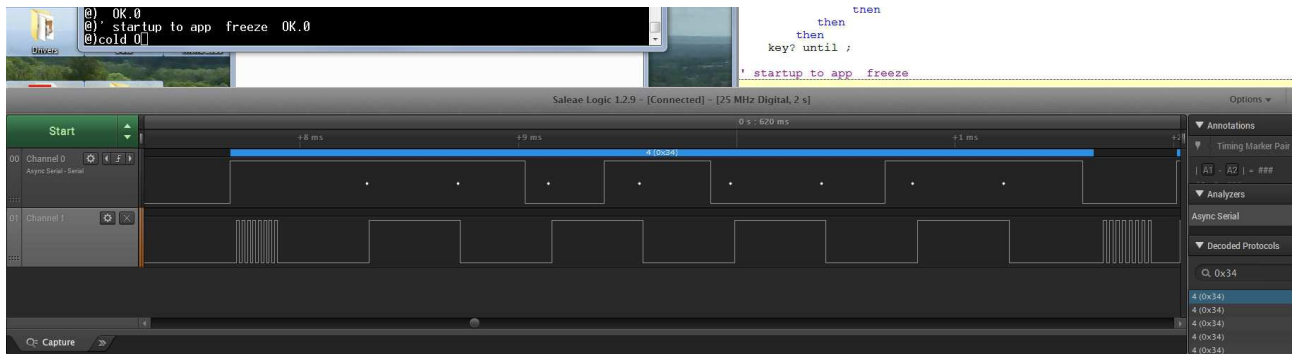 @) OK.0
@)' startup to app freeze OK.0
@)cold O
Drivers
then
then
then
key? until ;
' startup to app freeze
Saleae Logic 1.2.9 - [Connected] - [25 MHz Digital, 2 s]
Options
Start
0 s : 620 ms
+8 ms
+9 ms
+1 ms
Annotations
Timing Marker Pair
| A1 - A2 | = ###
00 Channel 0
Async Serial - Serial
4 (0x34)
01 Channel 1
Analyzers
Async Serial
Decoded Protocols
0x34
4 (0x34)
4 (0x34)
4 (0x34)
4 (0x34)
4 (0x34)
Capture